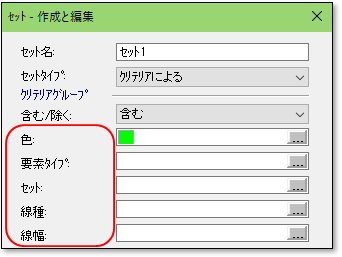 セット - 作成と編集
セット名: セット1
セットタイプ: クリテリアによる
クリテリアグループ
含む/除く: 含む
色: ...
要素タイプ: ...
セット: ...
線種: ...
線幅: ...